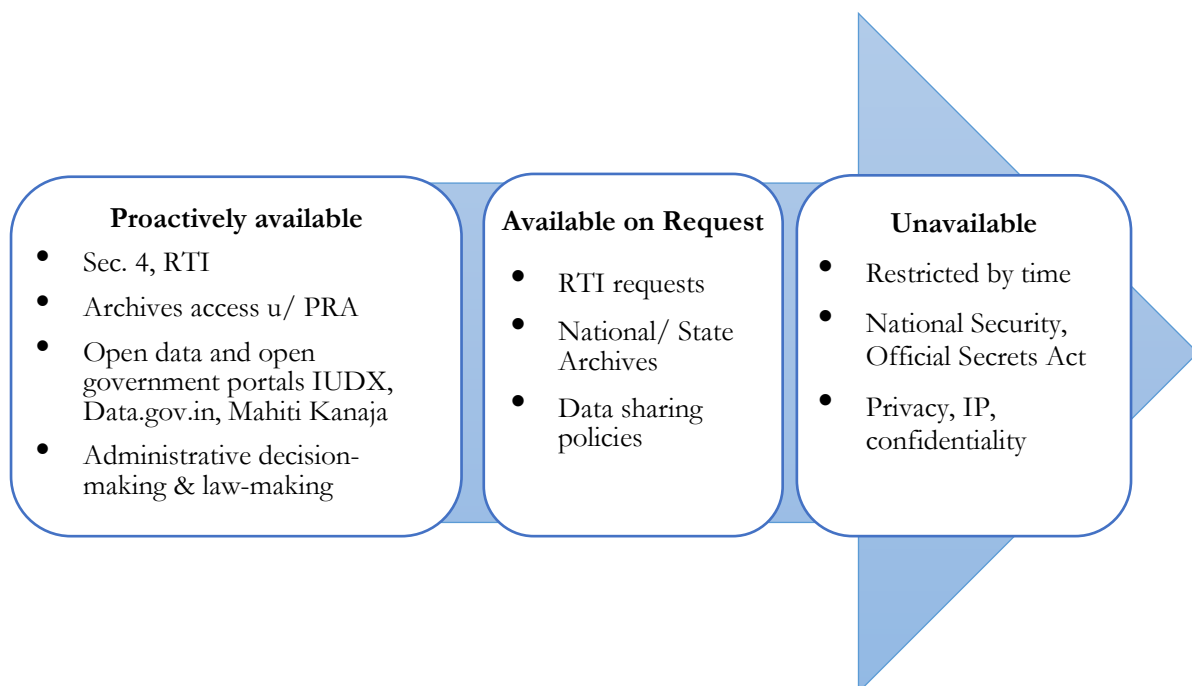 Proactively available
• Sec. 4, RTI
• Archives access u/ PRA
• Open data and open
government portals IUDX,
Data.gov.in, Mahiti Kanaja
• Administrative decision-
making & law-making
Available on Request
• RTI requests
• National/ State
Archives
• Data sharing
policies
Unavailable
• Restricted by time
• National Security,
Official Secrets Act
• Privacy, IP,
confidentiality